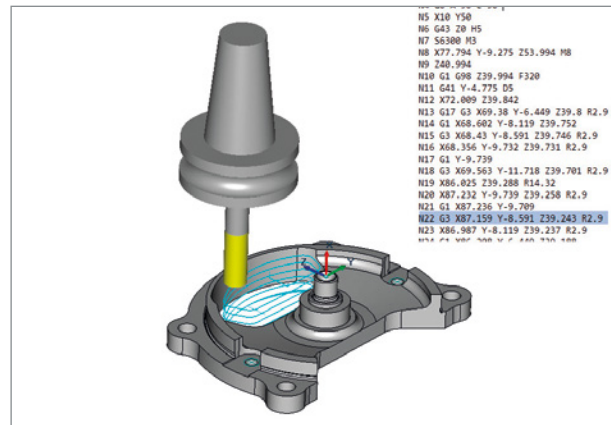 N5 X10 Y50
N6 G43 Z0 H5
N7 S6300 M3
N8 X77.794 Y-9.275 Z53.994 M8
N9 Z40.994
N10 G1 G98 Z39.994 F320
N11 G41 Y-4.775 D5
N12 X72.009 Z39.842
N13 G17 G3 X69.38 Y-6.449 Z39.8 R2.9
N14 G1 X68.602 Y-8.119 Z39.752
N15 G3 X68.43 Y-8.591 Z39.746 R2.9
N16 X68.356 Y-9.732 Z39.731 R2.9
N17 G1 Y-9.739
N18 G3 X69.563 Y-11.718 Z39.701 R2.9
N19 X86.025 Z39.288 R14.32
N20 X87.232 Y-9.739 Z39.258 R2.9
N21 G1 X87.236 Y-9.709
N22 G3 X87.159 Y-8.591 Z39.243 R2.9
N23 X86.987 Y-8.119 Z39.237 R2.9
X
Z Y